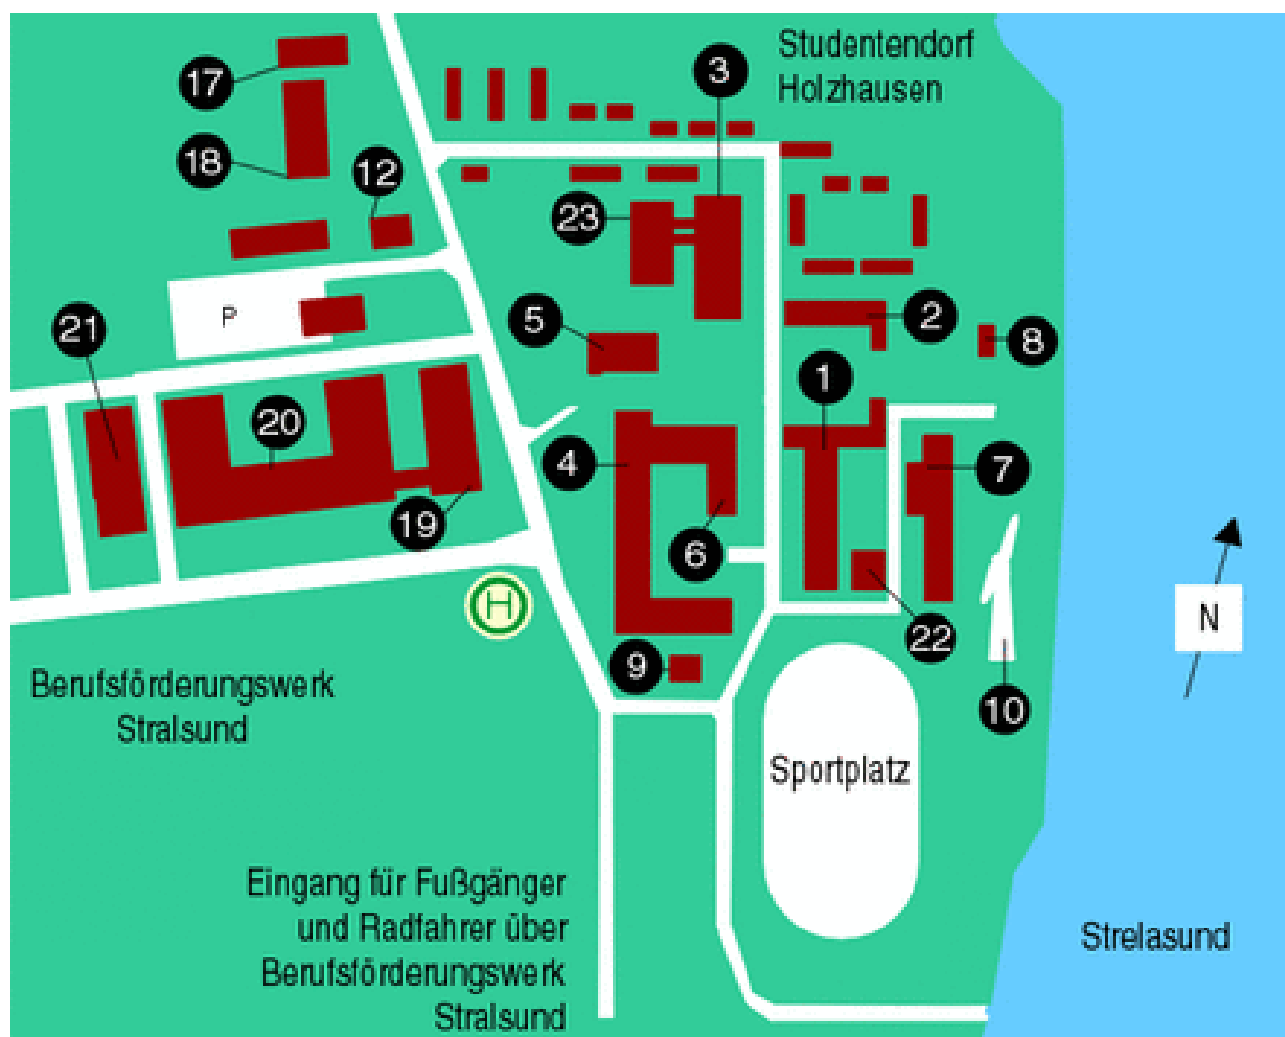 Studentendorf
Holzhausen
3
17
18
12
23
2
5
8
21
P
1
20
4
7
19
6
H
N
22
9
10
Berufsförderungswerk
Stralsund
Sportplatz
Eingang für Fußgänger
und Radfahrer über
Berufsförderungswerk
Stralsund
Strelasund